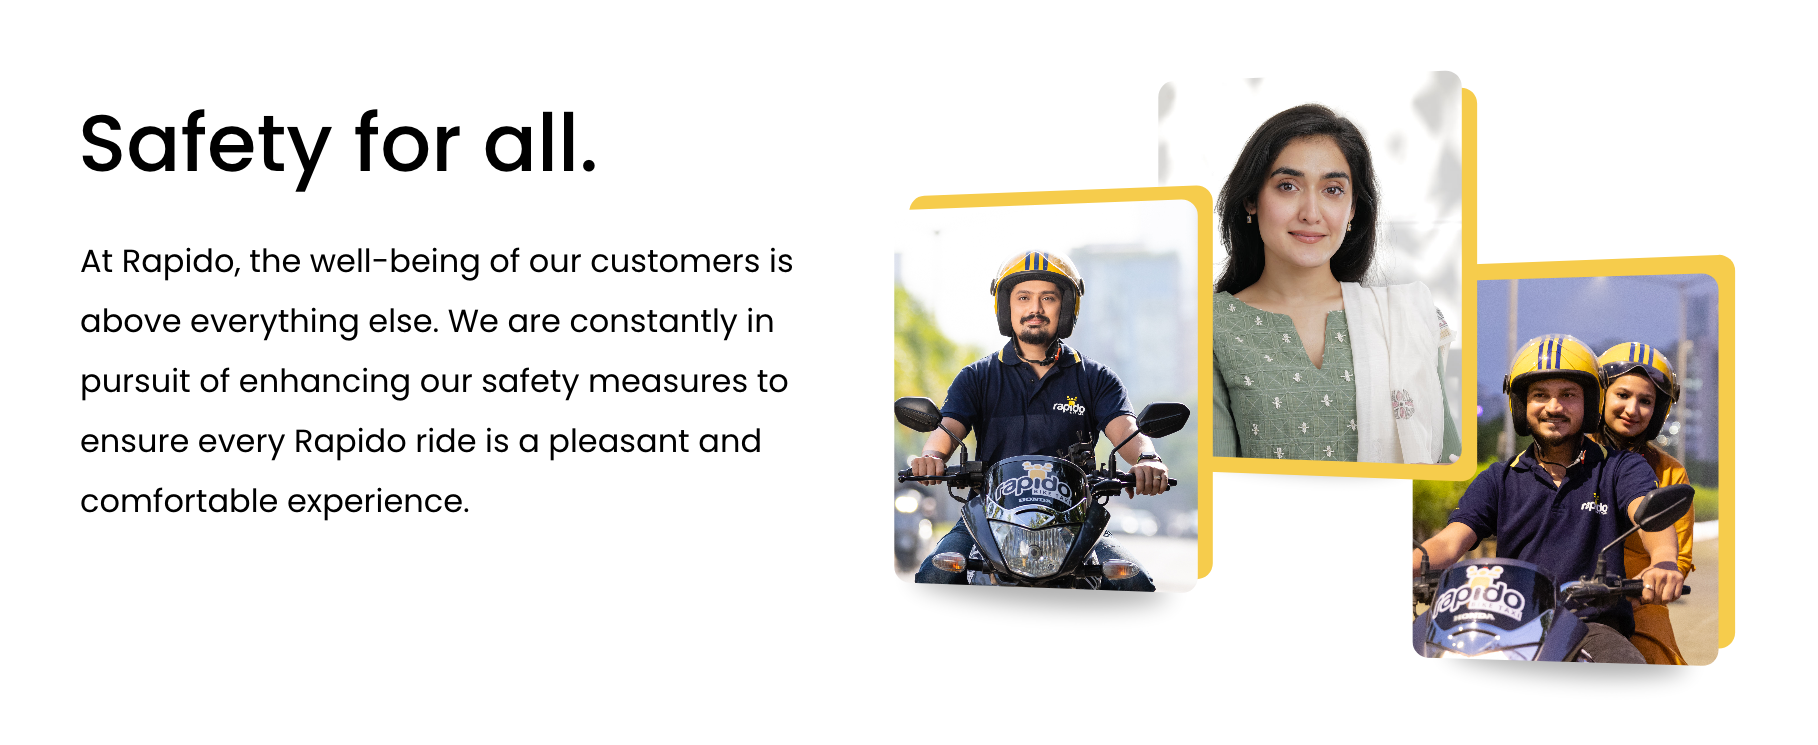 Safety for all.
At Rapido, the well-being of our customers is
above everything else. We are constantly in
pursuit of enhancing our safety measures to
ensure every Rapido ride is a pleasant and
comfortable experience.
rapido
rapido
BIKE TAXI
HONDA
rapido
rapido
BIKE TAXI
HONDA